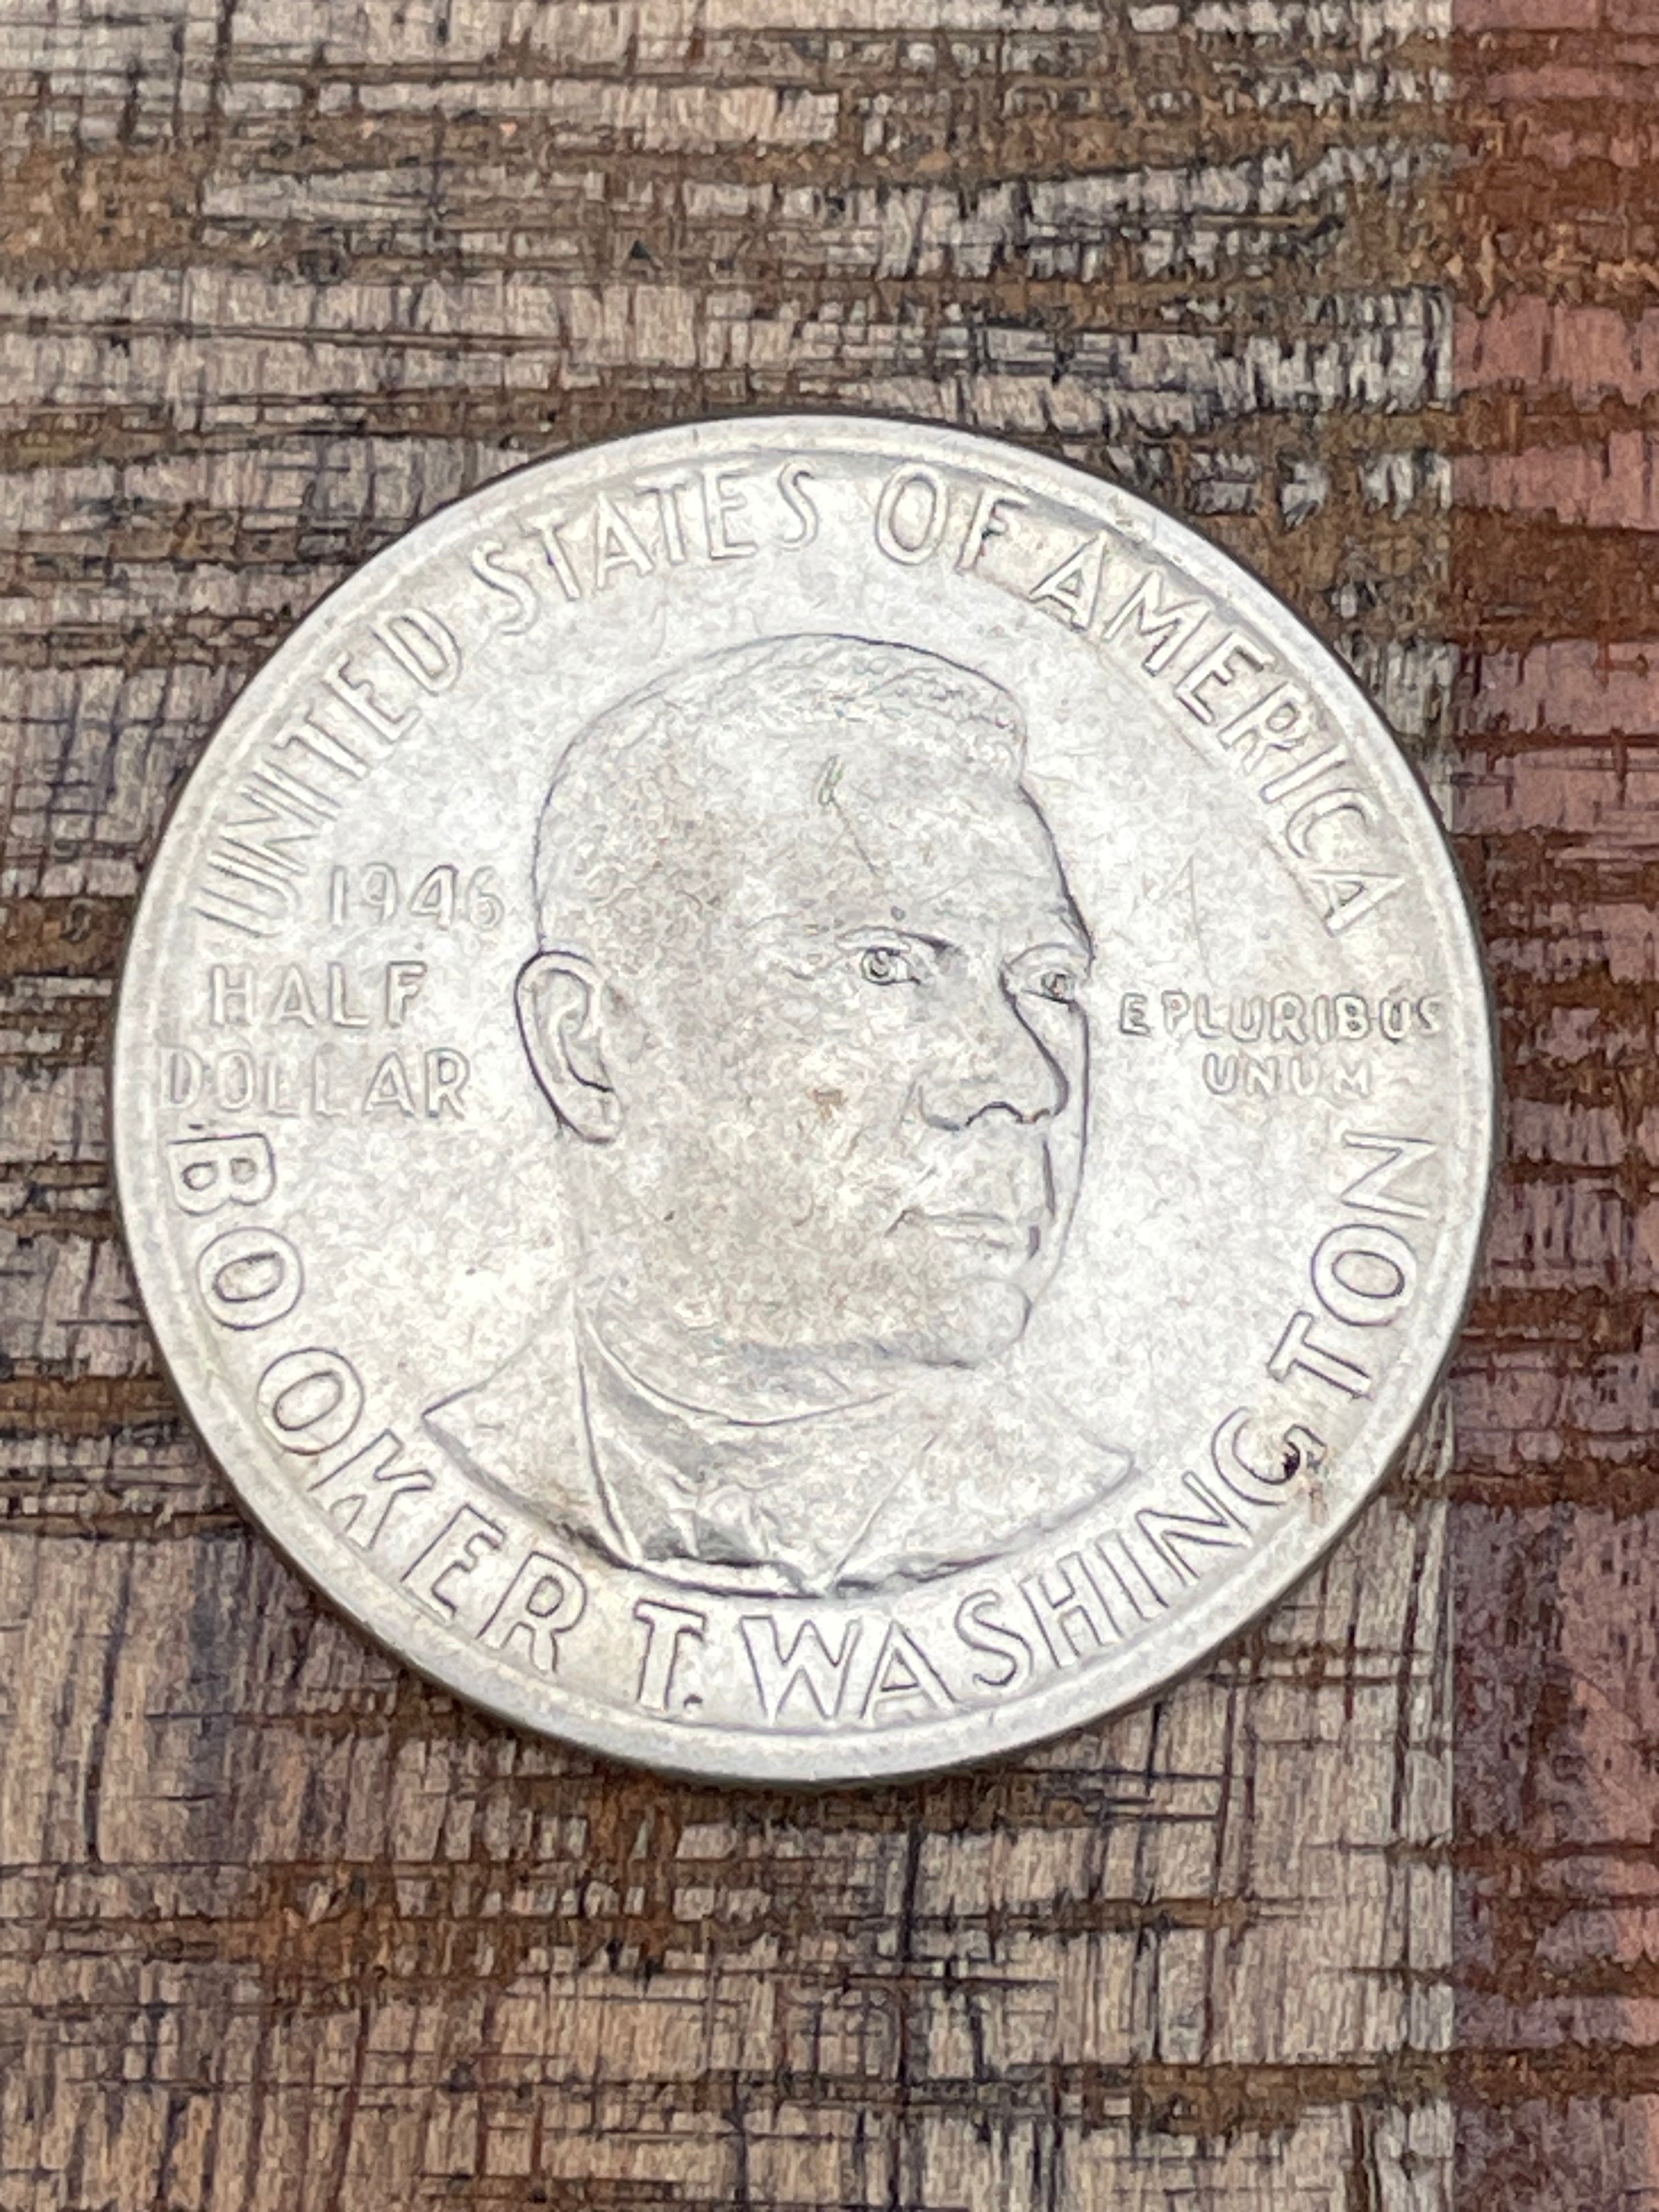 UNITED STATES OF AMERICA
1946
HALF
DOLLAR
E PLURIBUS
UNUM
BOOKER T. WASHINGTON